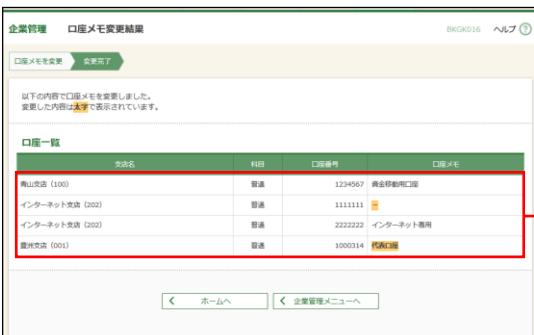 企業管理 口座メモ変更結果 BKGK016 ヘルプ ?
口座メモを変更 変更完了
以下の内容で口座メモを変更しました。
変更した内容は太字で表示されています。
口座一覧
支店名 科目 口座番号 口座メモ
青山支店（100） 普通 1234567 資金移動用口座
インターネット支店（202） 普通 1111111 －
インターネット支店（202） 普通 2222222 インターネット専用
豊洲支店（001） 普通 1000314 代表口座
ホームへ 企業管理メニューへ